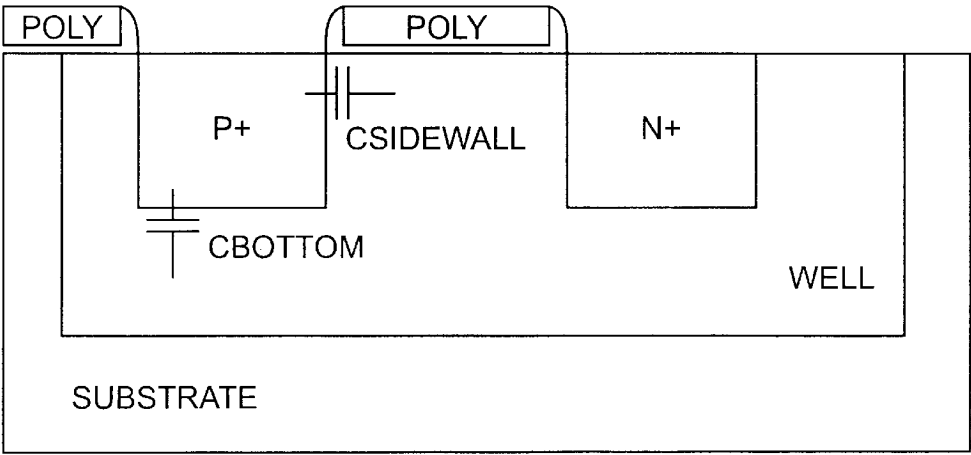 POLY
POLY
P+
CSIDEWALL
N+
CBOTTOM
WELL
SUBSTRATE